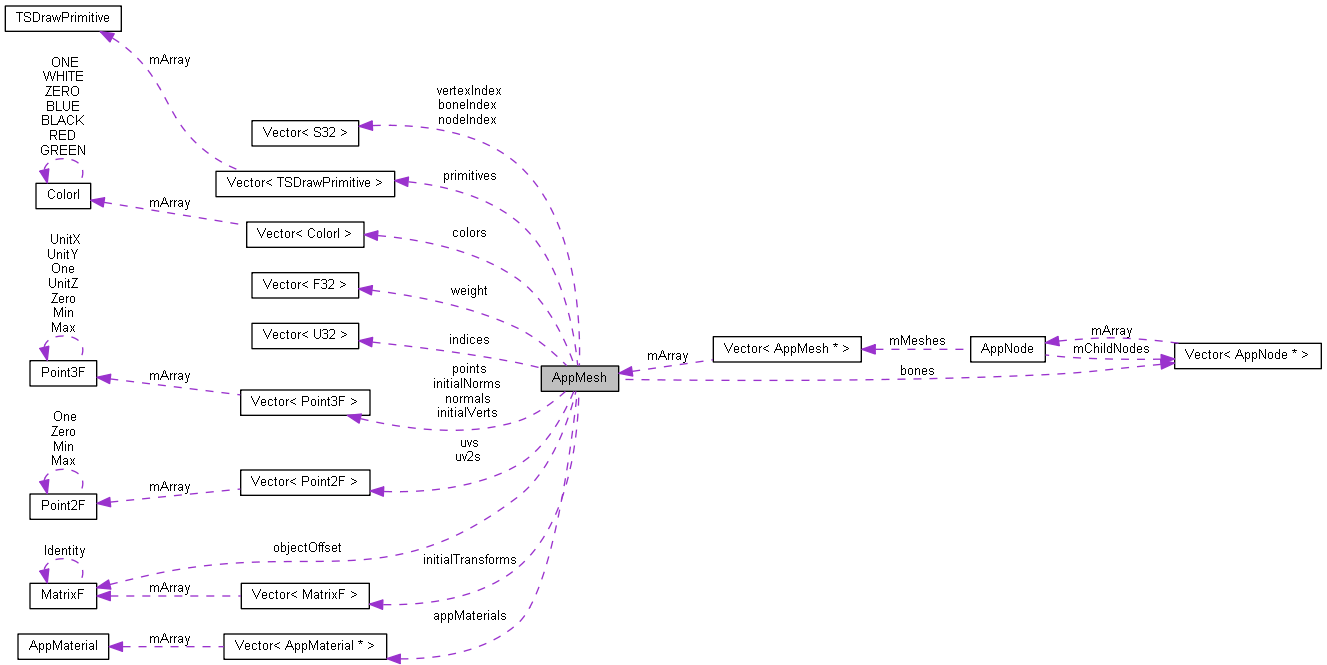 TSDrawPrimitive
mArray
ONE
WHITE
ZERO
BLUE
BLACK
RED
GREEN
ColorI
mArray
UnitX
UnitY
One
UnitZ
Zero
Min
Max
Point3F
mArray
One
Zero
Min
Max
Point2F
mArray
Identity
MatrixF
mArray
AppMaterial
mArray
Vector< S32 >
Vector< TSDrawPrimitive >
Vector< ColorI >
Vector< F32 >
Vector< U32 >
Vector< Point3F >
Vector< Point2F >
Vector< MatrixF >
Vector< AppMaterial * >
vertexIndex
boneIndex
nodeIndex
primitives
colors
weight
indices
points
initialNorms
normals
initialVerts
uvs
uv2s
objectOffset
initialTransforms
appMaterials
AppMesh
mArray
Vector< AppMesh * >
mMeshes
AppNode
mArray
mChildNodes
bones
Vector< AppNode * >